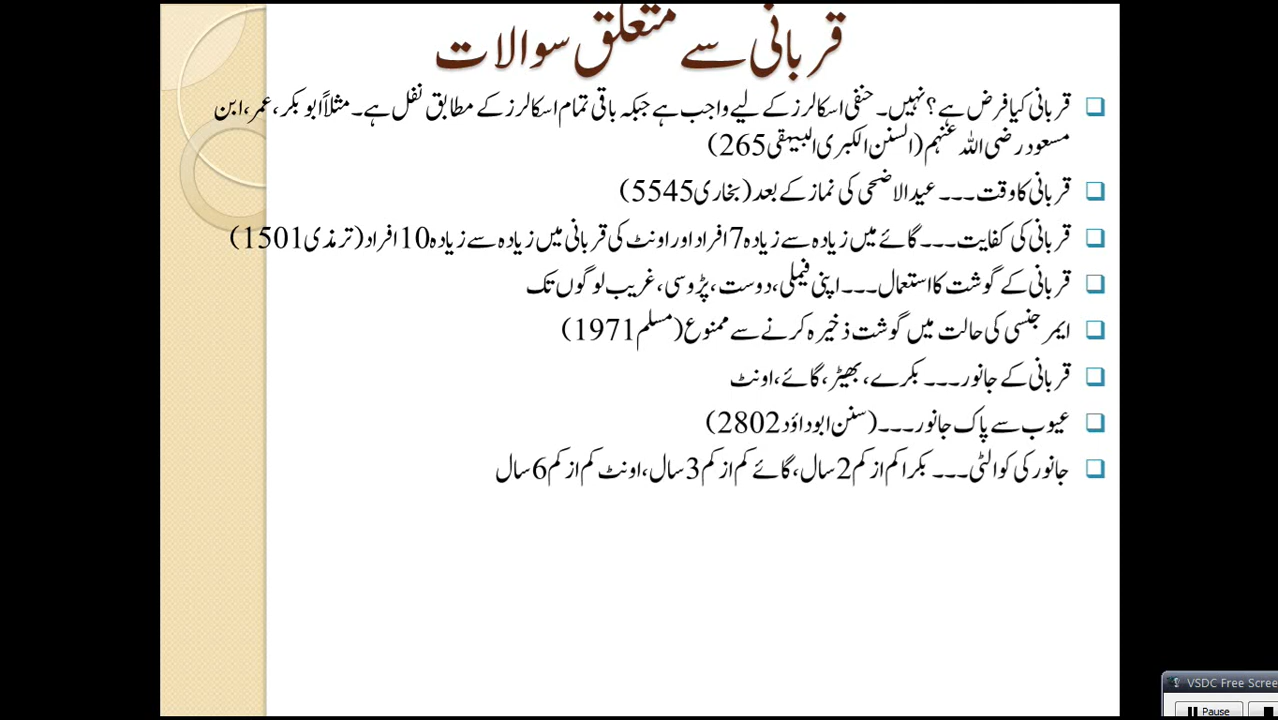 قربانی سے متعلق سوالات
قربانی کیا فرض ہے؟ نہیں۔ حنفی اسکالرز کے لیے واجب ہے جبکہ باقی تمام اسکالرز کے مطابق نفل ہے۔ مثلاً ابو بکر، عمر، ابن
مسعود رضی اللہ عنہم (السنن الکبری البیہقی 265)
قربانی کا وقت۔۔۔ عید الاضحی کی نماز کے بعد (بخاری 5545)
قربانی کی کفایت۔۔۔ گائے میں زیادہ سے زیادہ 7 افراد اور اونٹ کی قربانی میں زیادہ سے زیادہ 10 افراد (ترمذی 1501)
قربانی کے گوشت کا استعمال۔۔۔ اپنی فیملی، دوست، پڑوسی، غریب لوگوں تک
ایمر جنسی کی حالت میں گوشت ذخیرہ کرنے سے ممنوع (مسلم 1971)
قربانی کے جانور۔۔۔ بکرے، بھیڑ، گائے، اونٹ
عیوب سے پاک جانور۔۔۔ (سنن ابوداؤد 2802)
جانور کی کوالٹی۔۔۔ بکرا کم از کم 2 سال، گائے کم از کم 3 سال، اونٹ کم از کم 6 سال
VSDC Free Scree
Pause